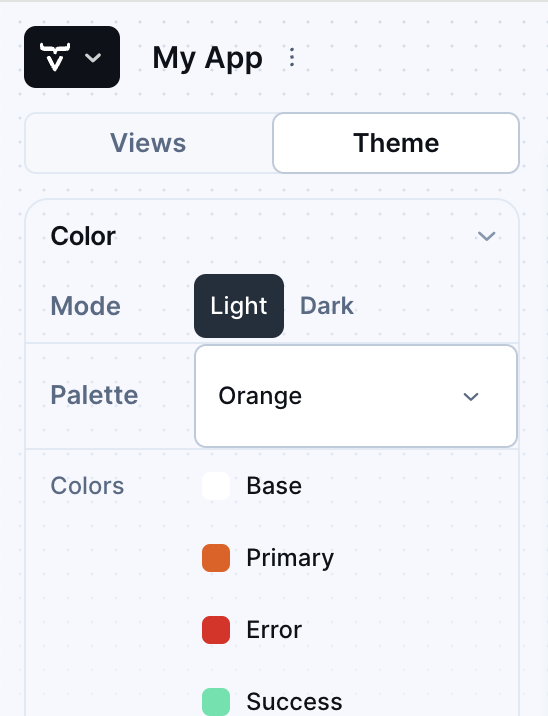 My App
Views Theme
Color
Mode Light Dark
Palette Orange
Colors Base
Primary
Error
Success